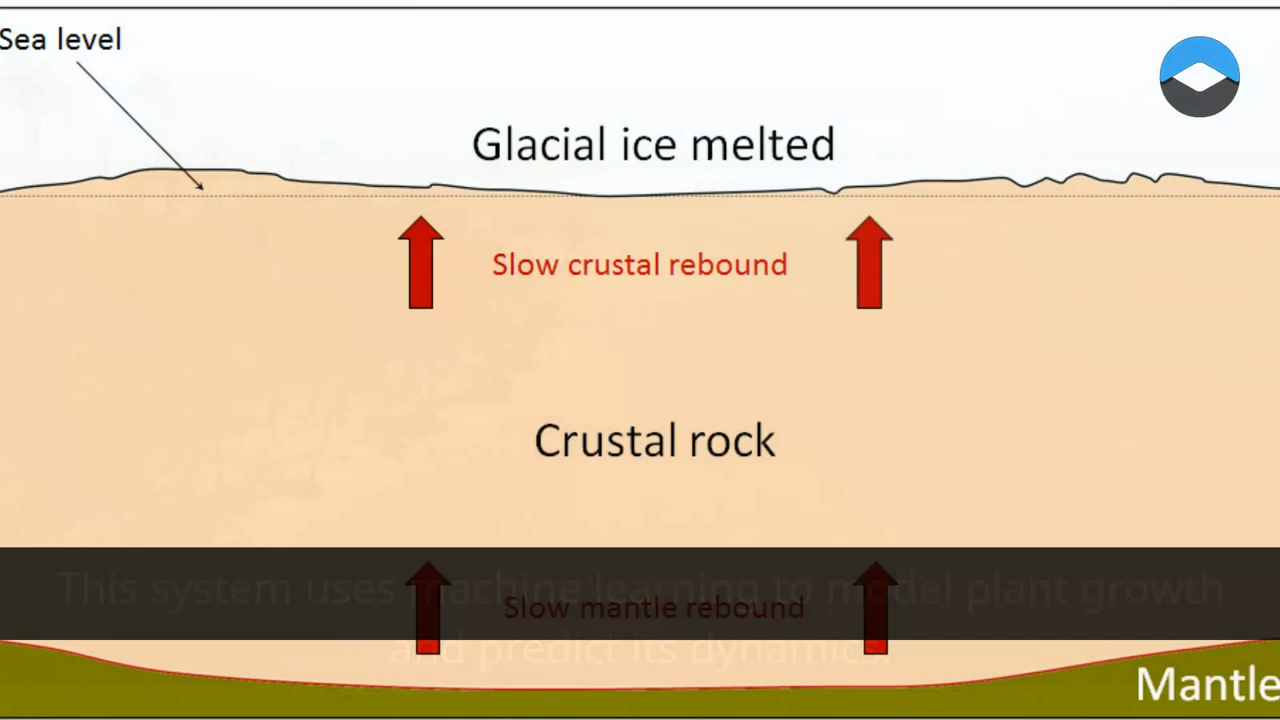 Sea level
Glacial ice melted
Slow crustal rebound
Crustal rock
This system uses machine learning to model plant growth
Slow mantle rebound
and predict its dynamics.
Mantle